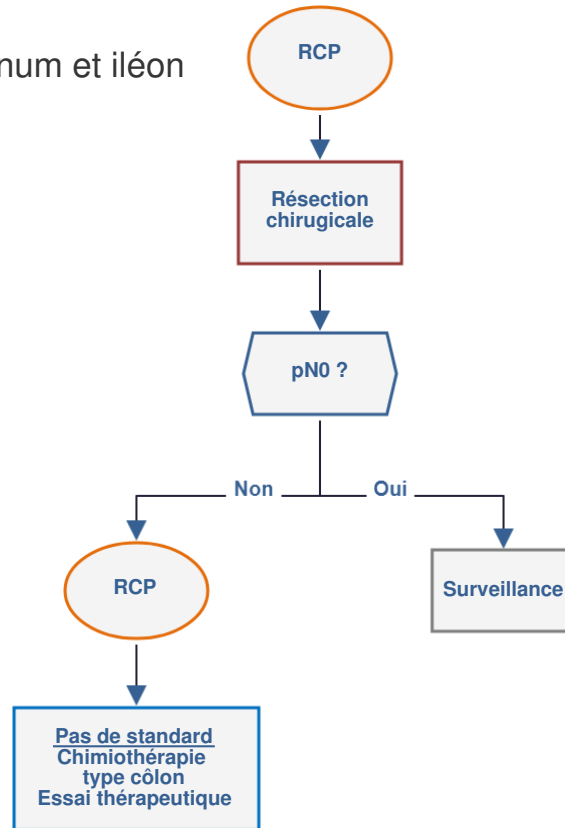 RCP
num et iléon
Résection
chirugicale
pN0 ?
Non
Oui
RCP
Surveillance
Pas de standard
Chimiothérapie
type côlon
Essai thérapeutique